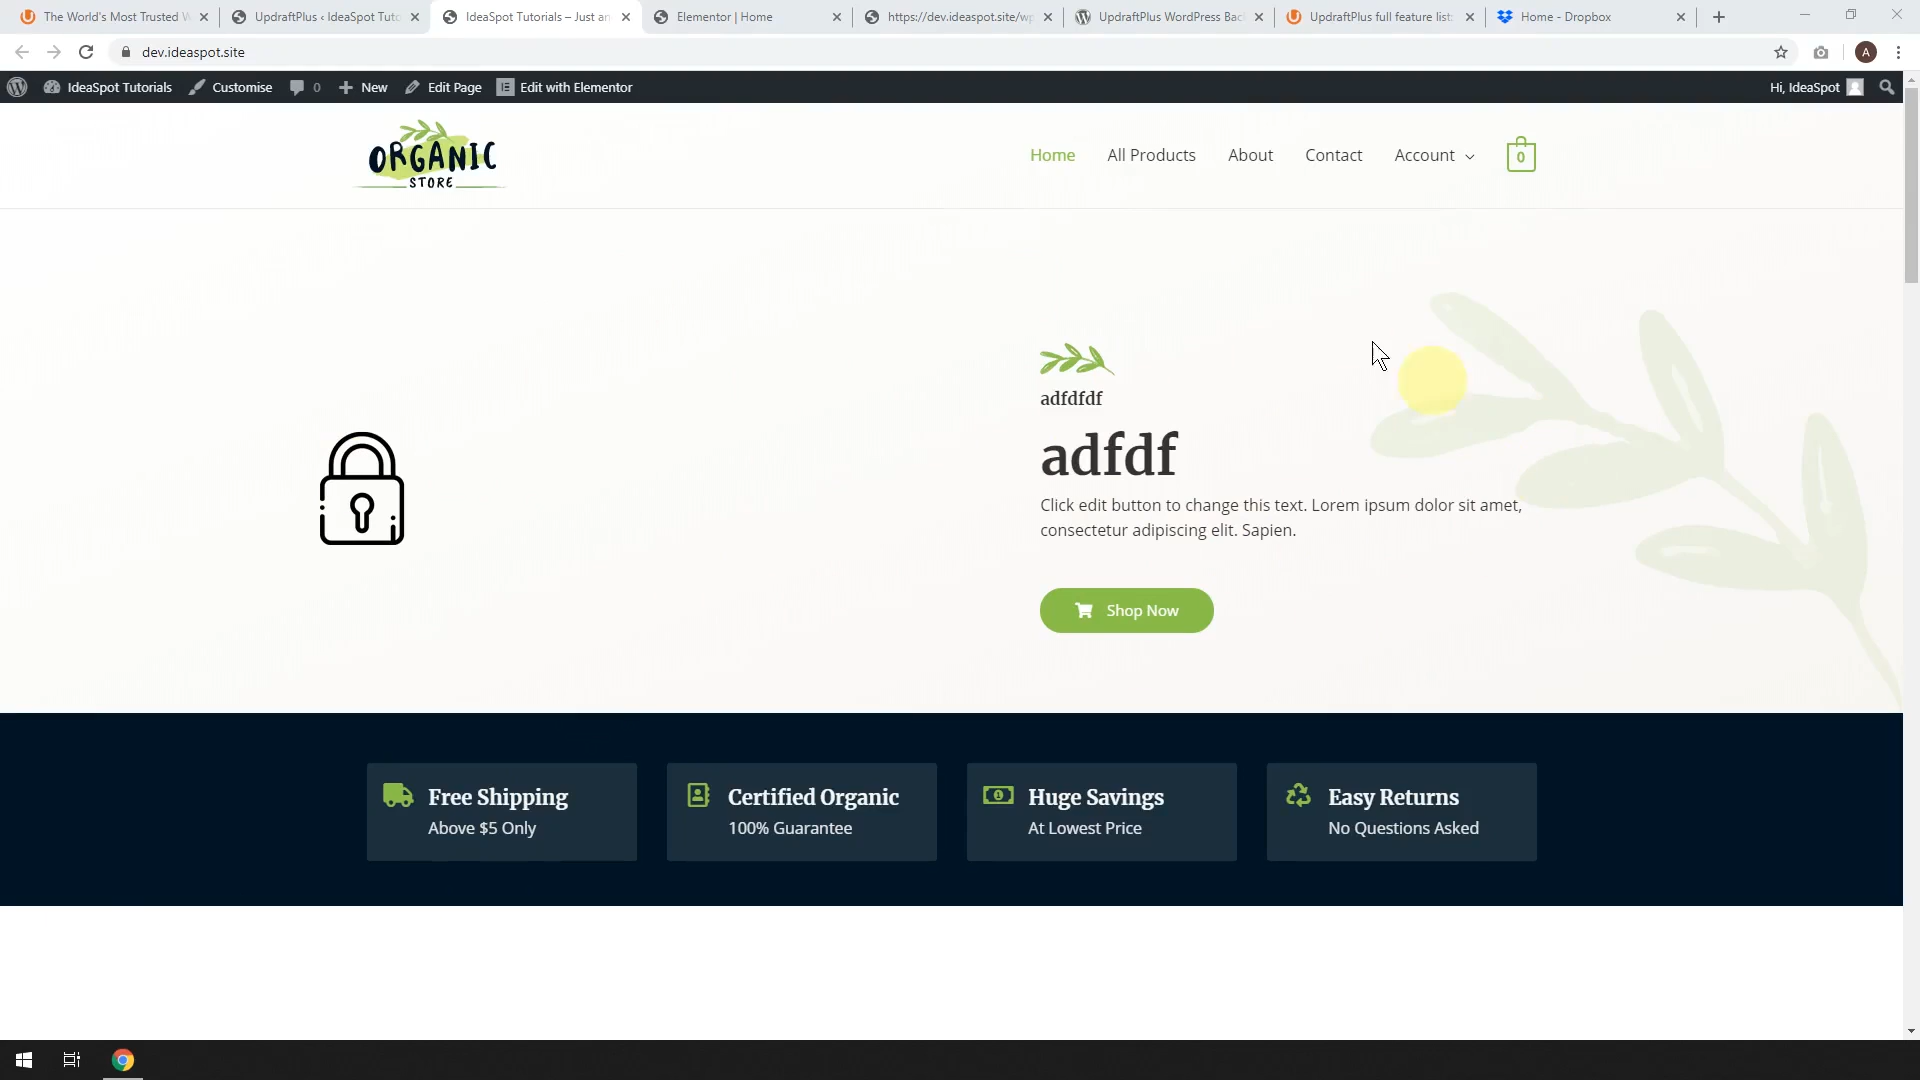 The World's Most Trusted W
UpdraftPlus ‹ IdeaSpot Tuto
IdeaSpot Tutorials – Just an
Elementor | Home
https://dev.ideaspot.site/wp
UpdraftPlus WordPress Bac
UpdraftPlus full feature list
Home - Dropbox
dev.ideaspot.site
A
IdeaSpot Tutorials
Customise
0
New
Edit Page
Edit with Elementor
Hi, IdeaSpot
ORGANIC
STORE
Home
All Products
About
Contact
Account
0
adfdfdf
adfdf
Click edit button to change this text. Lorem ipsum dolor sit amet,
consectetur adipiscing elit. Sapien.
Shop Now
Free Shipping
Above $5 Only
Certified Organic
100% Guarantee
Huge Savings
At Lowest Price
Easy Returns
No Questions Asked